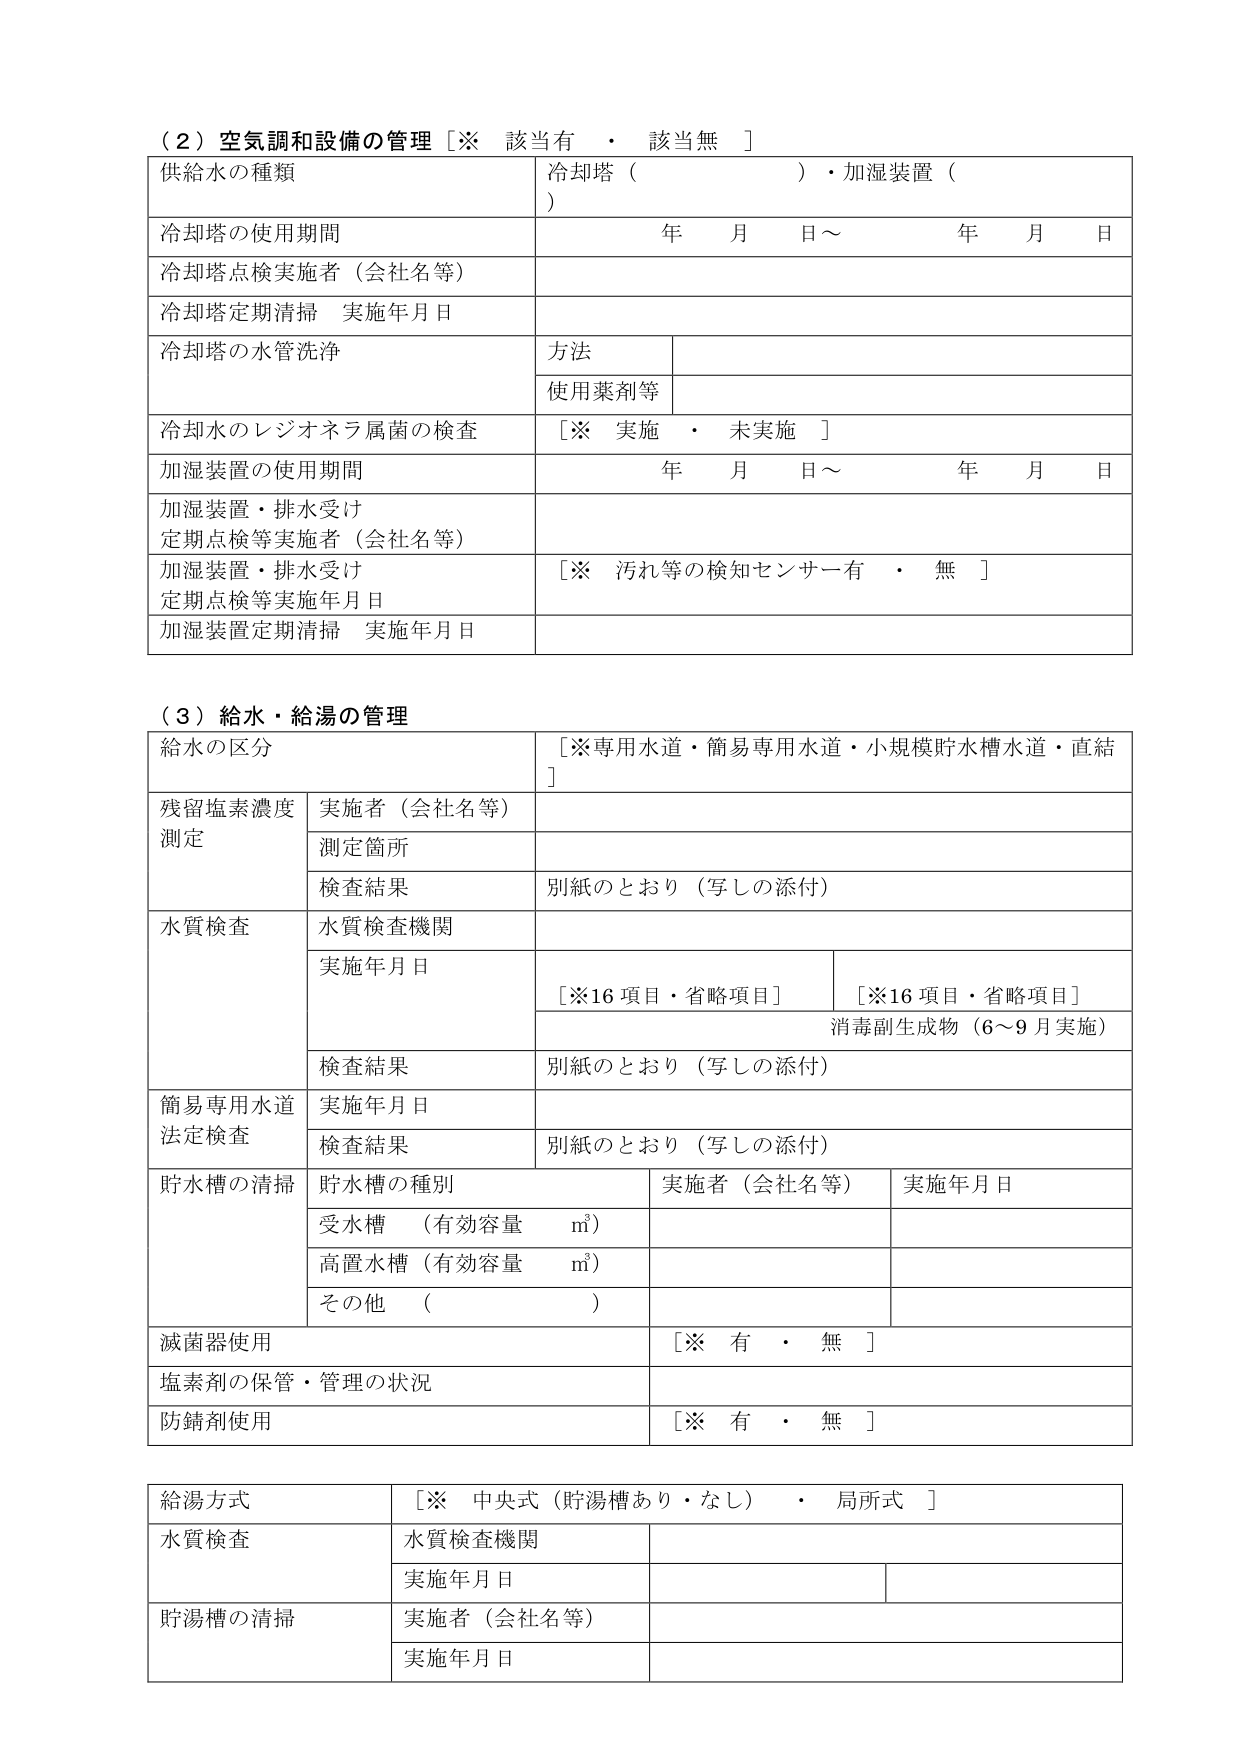 （２）空気調和設備の管理［※　該当有　・　該当無　］
供給水の種類
冷却塔（　　　　　　　）・加湿装置（
）
冷却塔の使用期間
年　　月　　日～　　　　　年　　月　　日
冷却塔点検実施者（会社名等）
冷却塔定期清掃　実施年月日
冷却塔の水管洗浄
方法
使用薬剤等
冷却水のレジオネラ属菌の検査
［※　実施　・　未実施　］
加湿装置の使用期間
年　　月　　日～　　　　　年　　月　　日
加湿装置・排水受け
定期点検等実施者（会社名等）
加湿装置・排水受け
定期点検等実施年月日
［※　汚れ等の検知センサー有　・　無　］
加湿装置定期清掃　実施年月日
（３）給水・給湯の管理
給水の区分
［※専用水道・簡易専用水道・小規模貯水槽水道・直結
］
残留塩素濃度
測定
実施者（会社名等）
測定箇所
検査結果
別紙のとおり（写しの添付）
水質検査
水質検査機関
実施年月日
［※16 項目・省略項目］
［※16 項目・省略項目］
消毒副生成物（6～9 月実施）
検査結果
別紙のとおり（写しの添付）
簡易専用水道
法定検査
実施年月日
検査結果
別紙のとおり（写しの添付）
貯水槽の清掃
貯水槽の種別
実施者（会社名等）
実施年月日
受水槽　（有効容量　　㎥）
高置水槽（有効容量　　㎥）
その他　（　　　　　　　）
滅菌器使用
［※　有　・　無　］
塩素剤の保管・管理の状況
防錆剤使用
［※　有　・　無　］
給湯方式
［※　中央式（貯湯槽あり・なし）　・　局所式　］
水質検査
水質検査機関
実施年月日
貯湯槽の清掃
実施者（会社名等）
実施年月日